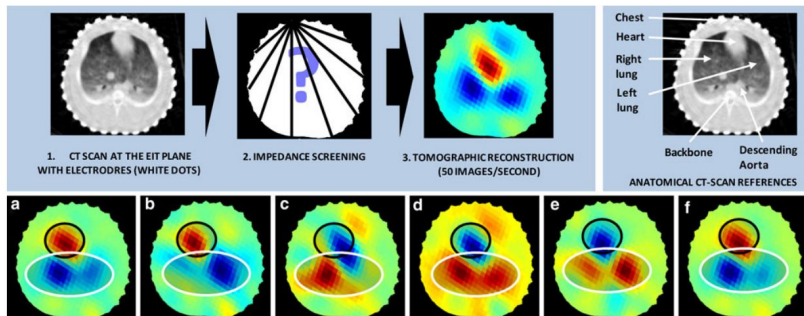 1. CT SCAN AT THE EIT PLANE
WITH ELECTRODRES (WHITE DOTS)
?
2. IMPEDANCE SCREENING
3. TOMOGRAPHIC RECONSTRUCTION
(50 IMAGES/SECOND)
Chest
Heart
Right
lung
Left
lung
Backbone
Descending
Aorta
ANATOMICAL CT-SCAN REFERENCES
a
b
c
d
e
f